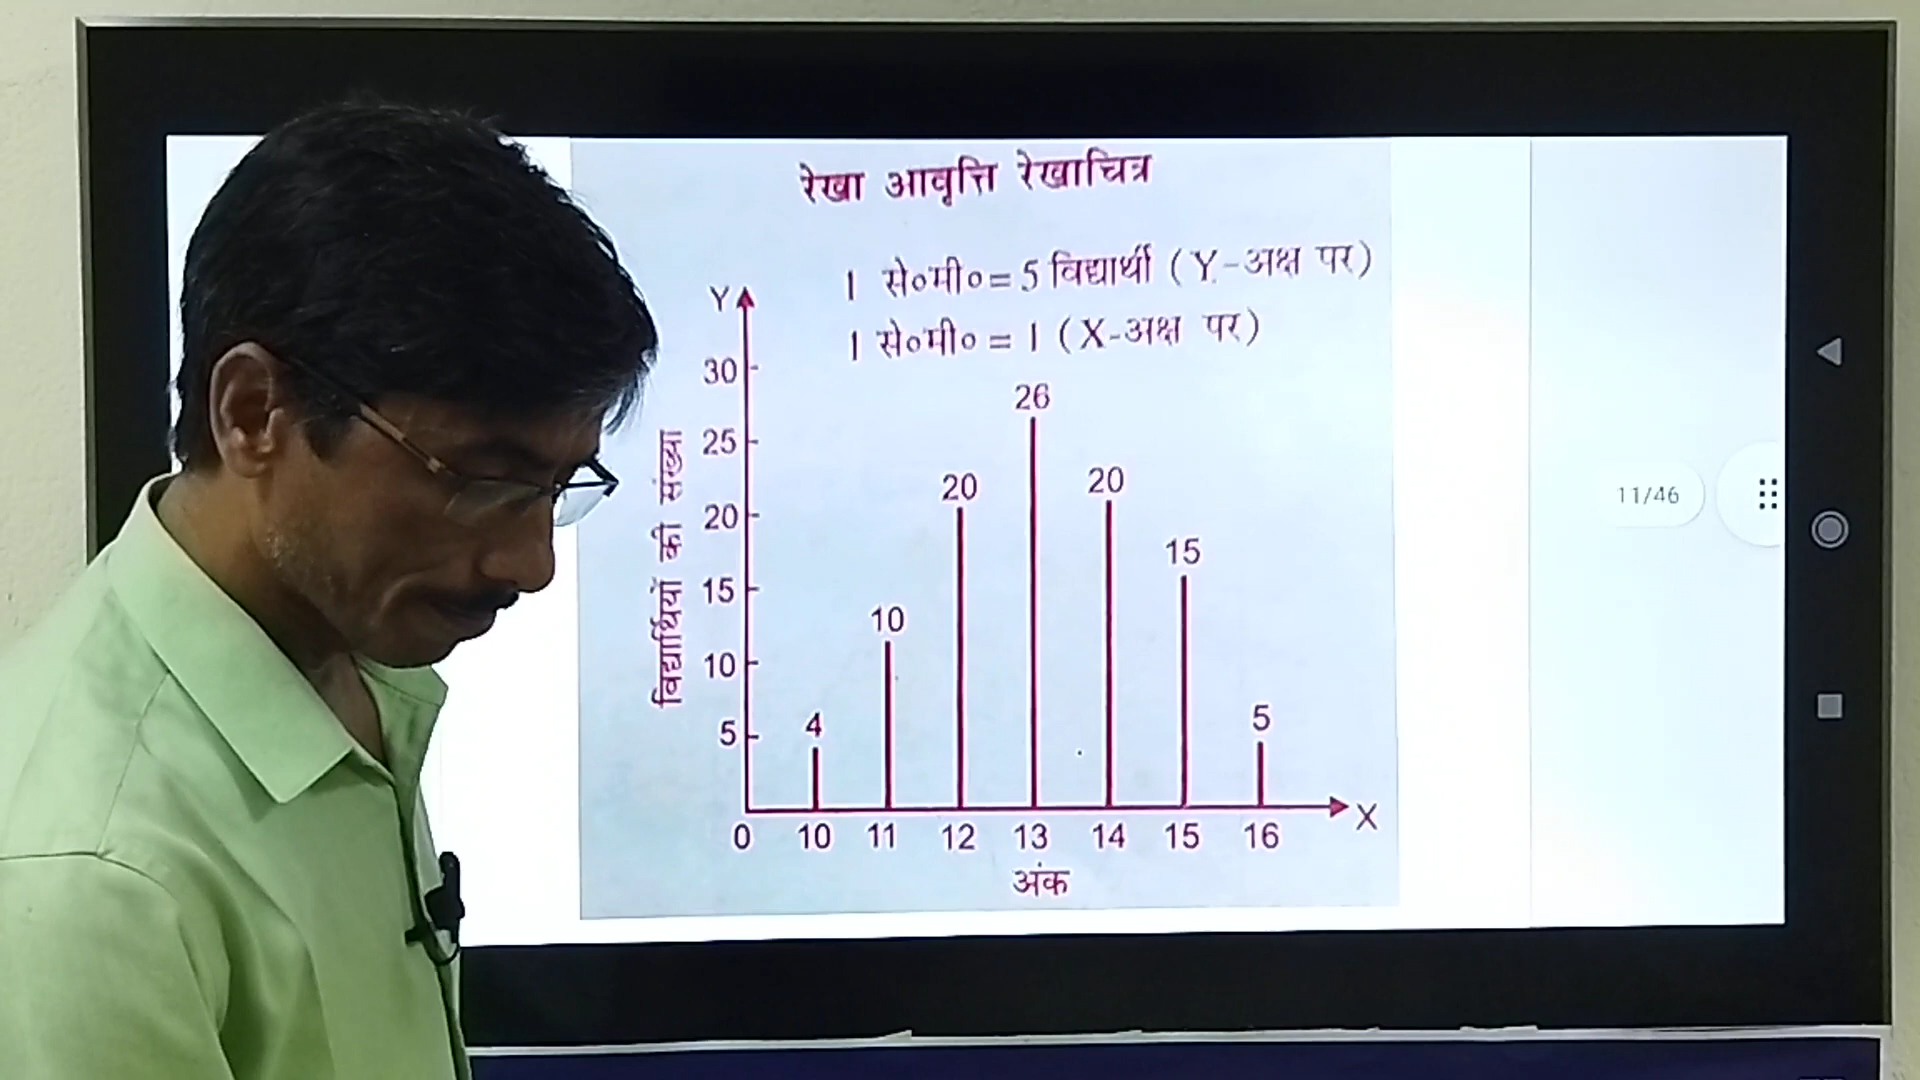 रेखा आवृत्ति रेखाचित्र
1 से०मी०= 5 विद्यार्थी (Y-अक्ष पर)
1 से०मी० = 1 (X-अक्ष पर)
Y
विद्यार्थियों की संख्या
30
25
20
15
10
5
4
10
20
26
20
15
5
0 10 11 12 13 14 15 16
X
अंक
11/46